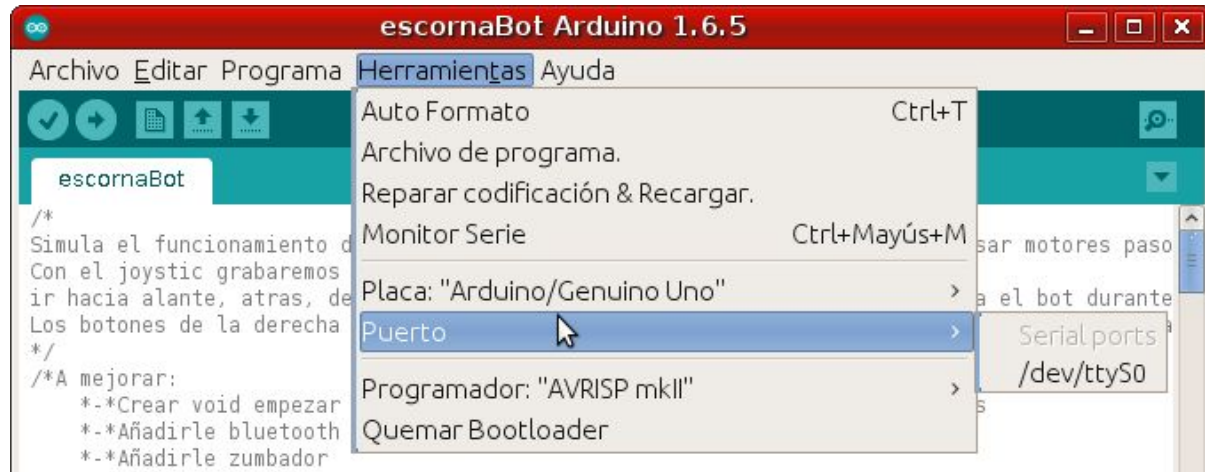 escornaBot Arduino 1.6.5
Archivo Editar Programa Herramientas Ayuda
Auto Formato Ctrl+T
Archivo de programa.
escornaBot
Reparar codificación & Recargar.
/*
Monitor Serie Ctrl+Mayús+M
Simula el funcionamiento d sar motores paso
Con el joystic grabaremos
Placa: "Arduino/Genuino Uno" >
ir hacia alante, atras, de a el bot durante
Los botones de la derecha
Puerto >
Serial ports
/dev/ttyS0
*/
/*A mejorar:
Programador: "AVRISP mkII" >
*-*Crear void empezar s
*-*Añadirle bluetooth
Quemar Bootloader
*-*Añadirle zumbador